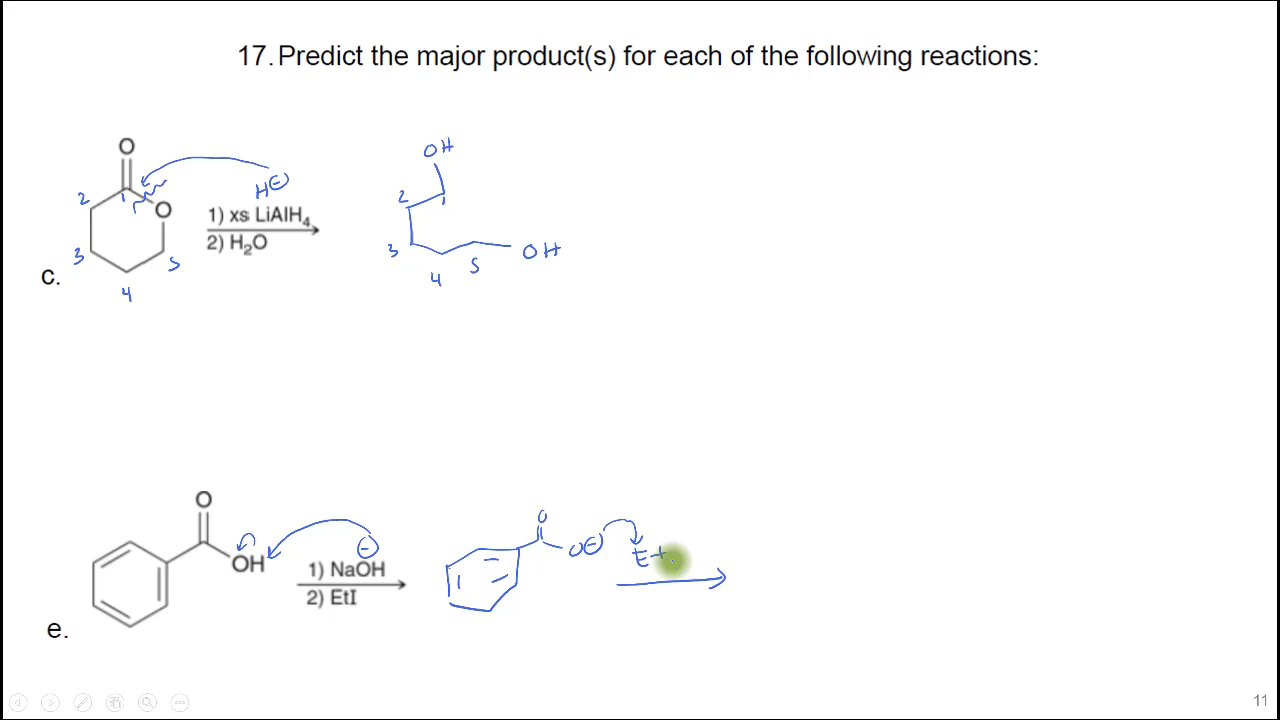 17. Predict the major product(s) for each of the following reactions:
O
OH
HΘ
2
1
O
1) xs LiAlH4
2) H2O
2
1
3
5
4
c.
3
4
5
OH
O
OH
Θ
1) NaOH
2) EtI
O
OΘ
Et
e.
11